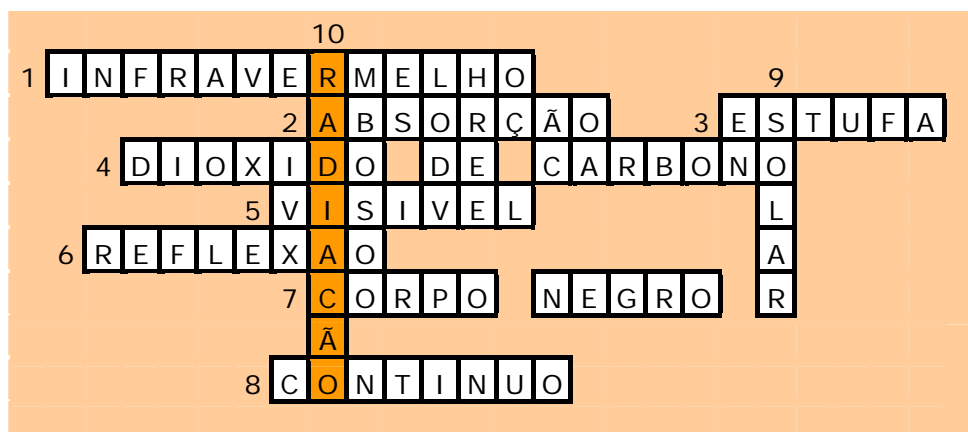 10
1 INFRAVERMELHO 9
2 ABSORÇÃO 3 ESTUFA
4 DIOXIDO DE CARBONO
5 VISIVEL L
6 REFLEXAO A
7 CORPO NEGRO R
Ã
8 CONTINUO